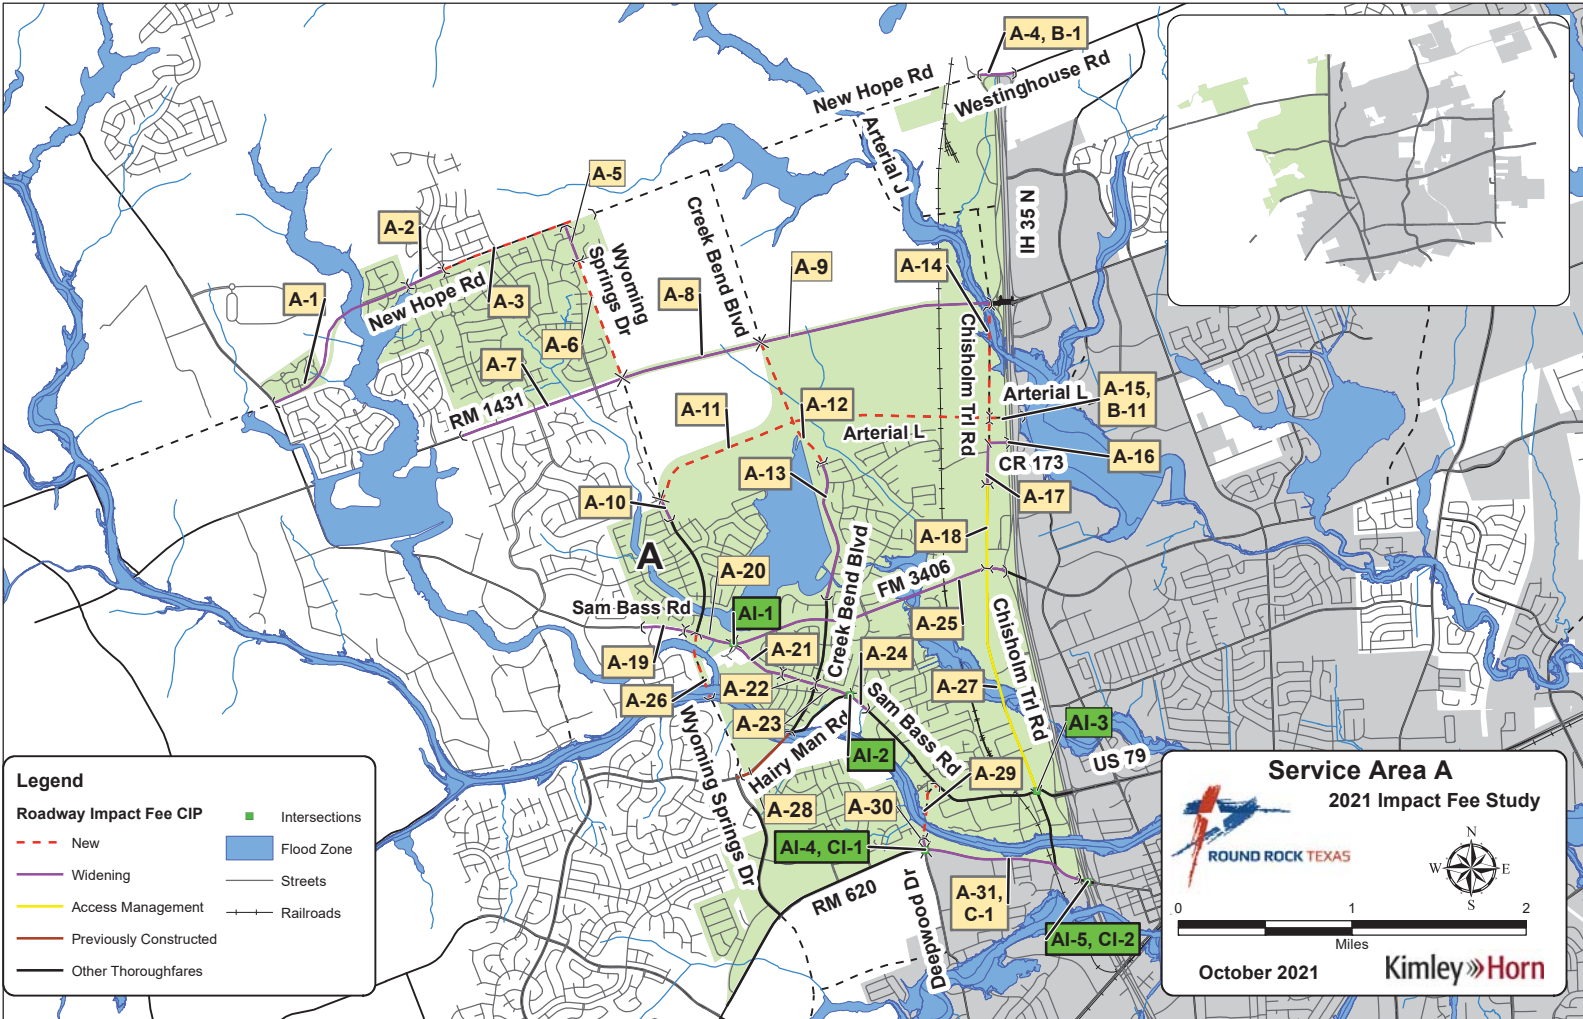 A-4, B-1
New Hope Rd
Westinghouse Rd
Arterial J
A-5
A-2
Creek Bend Blvd
Wyoming
Springs Dr
IH 35 N
A-14
A-9
A-8
A-1
New Hope Rd
A-3
A-6
A-7
RM 1431
Chisholm Trl Rd
Arterial L
A-15,
B-11
A-11
A-12
Arterial L
A-16
CR 173
A-13
A-17
A-10
A-18
A
A-20
FM 3406
Creek Bend Blvd
Sam Bass Rd
AI-1
Chisholm Trl Rd
A-25
A-21
A-24
A-19
A-22
A-27
A-26
Sam Bass Rd
A-23
Wyoming Springs Dr
Hairy Man Rd
AI-3
AI-2
US 79
A-29
A-28
A-30
AI-4, CI-1
RM 620
Deepwood Dr
A-31,
C-1
AI-5, CI-2
Legend
Roadway Impact Fee CIP
New
Widening
Access Management
Previously Constructed
Other Thoroughfares
Intersections
Flood Zone
Streets
Railroads
Service Area A
2021 Impact Fee Study
ROUND ROCK TEXAS
N
W
E
S
0
1
2
Miles
October 2021
Kimley»Horn